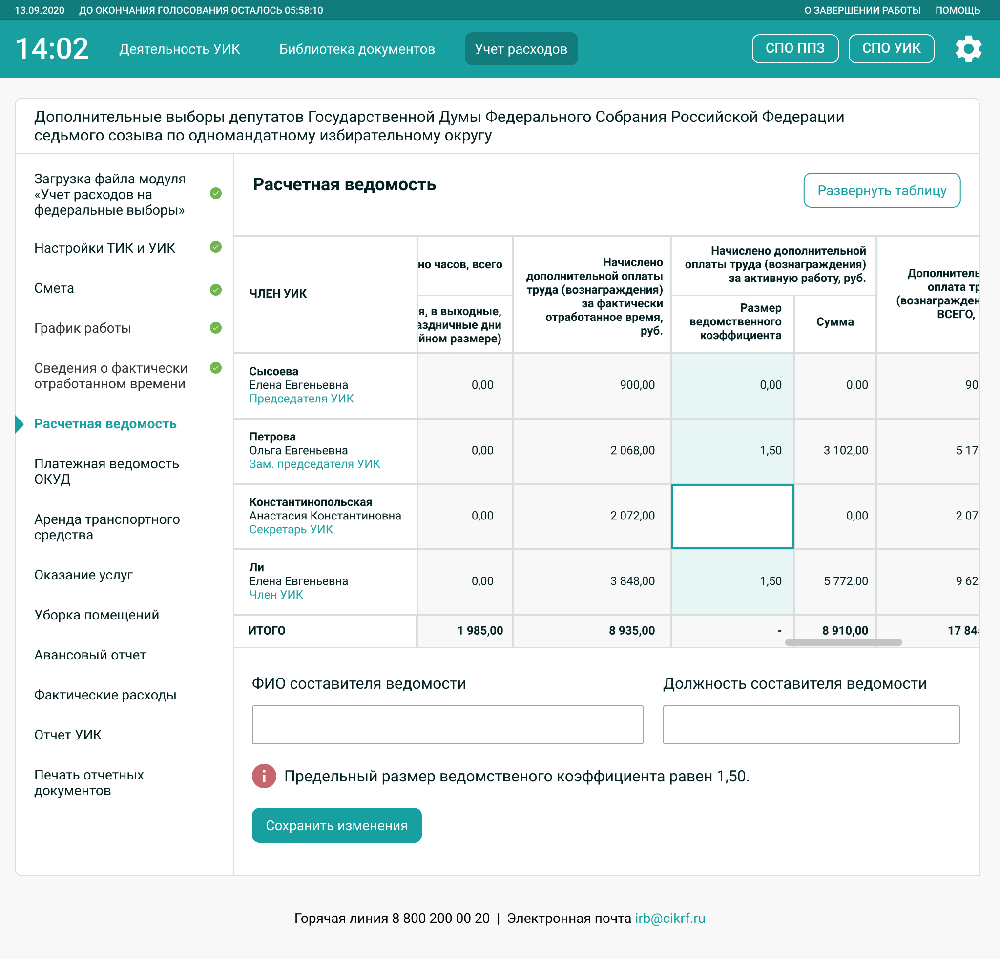 13.09.2020 ДО ОКОНЧАНИЯ ГОЛОСОВАНИЯ ОСТАЛОСЬ 05:58:10 О ЗАВЕРШЕНИИ РАБОТЫ ПОМОЩЬ
14:02 Деятельность УИК Библиотека документов Учет расходов СПО ППЗ СПО УИК
Дополнительные выборы депутатов Государственной Думы Федерального Собрания Российской Федерации
седьмого созыва по одномандатному избирательному округу
Загрузка файла модуля
«Учет расходов на
федеральные выборы»
Настройки ТИК и УИК
Смета
График работы
Сведения о фактически
отработанном времени
Расчетная ведомость
Платежная ведомость
ОКУД
Аренда транспортного
средства
Оказание услуг
Уборка помещений
Авансовый отчет
Фактические расходы
Отчет УИК
Печать отчетных
документов
Расчетная ведомость
Развернуть таблицу
ЧЛЕН УИК
но часов, всего
я, в выходные,
аздничные дни
йном размере)
Начислено
дополнительной оплаты
труда (вознаграждения)
за фактически
отработанное время,
руб.
Начислено дополнительной
оплаты труда (вознаграждения)
за активную работу, руб.
Размер
ведомственного
коэффициента
Сумма
Дополнитель
оплата тр
(вознагражден
ВСЕГО,
Сысоева
Елена Евгеньевна
Председателя УИК
0,00 900,00 0,00 0,00 90
Петрова
Ольга Евгеньевна
Зам. председателя УИК
0,00 2 068,00 1,50 3 102,00 5 17
Константинопольская
Анастасия Константиновна
Секретарь УИК
0,00 2 072,00 0,00 2 07
Ли
Елена Евгеньевна
Член УИК
0,00 3 848,00 1,50 5 772,00 9 62
ИТОГО 1 985,00 8 935,00 - 8 910,00 17 845
ФИО составителя ведомости
Должность составителя ведомости
Предельный размер ведомственого коэффициента равен 1,50.
Сохранить изменения
Горячая линия 8 800 200 00 20 | Электронная почта irb@cikrf.ru